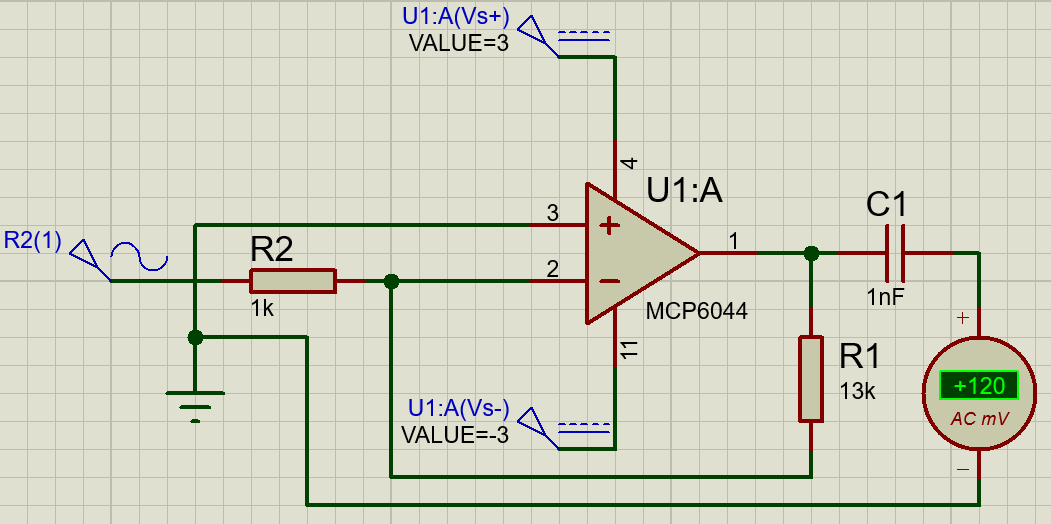 U1:A(Vs+)
VALUE=3
4
U1:A
C1
3
R2(1)
R2
1
2
1k
1nF
MCP6044
+
11
R1
+120
13k
AC mV
U1:A(Vs-)
VALUE=-3
−